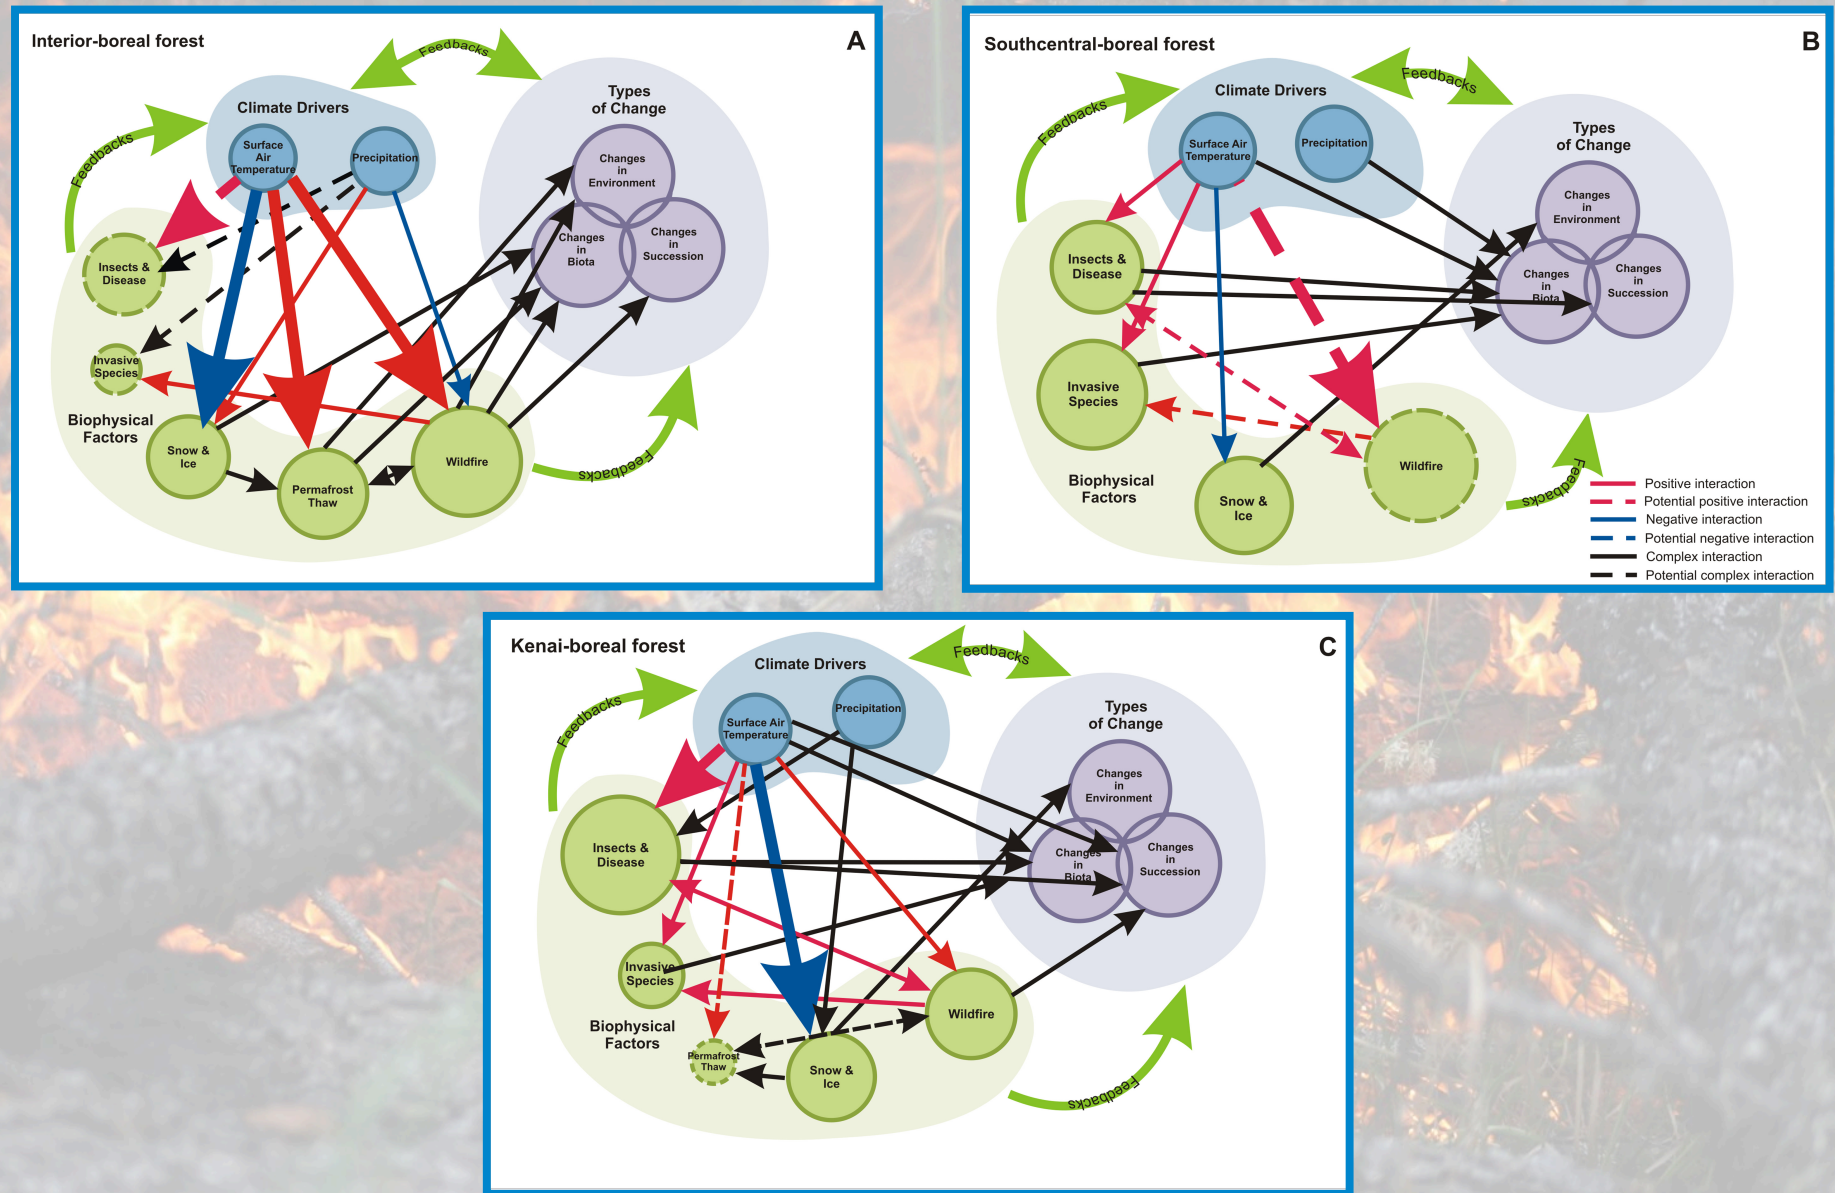 Interior-boreal forest
A
Feedbacks
Climate Drivers
Surface
Air
Temperature
Precipitation
Feedbacks
Types
of Change
Changes
in
Environment
Changes
in
Biota
Changes
in
Succession
Insects &
Disease
Invasive
Species
Biophysical
Factors
Snow &
Ice
Permafrost
Thaw
Wildfire
Feedbacks
Southcentral-boreal forest
B
Feedbacks
Climate Drivers
Surface Air
Temperature
Precipitation
Feedbacks
Types
of Change
Changes
in
Environment
Changes
in
Biota
Changes
in
Succession
Insects &
Disease
Invasive
Species
Biophysical
Factors
Snow &
Ice
Wildfire
Feedbacks
Positive interaction
Potential positive interaction
Negative interaction
Potential negative interaction
Complex interaction
Potential complex interaction
Kenai-boreal forest
C
Feedbacks
Climate Drivers
Surface Air
Temperature
Precipitation
Feedbacks
Types
of Change
Changes
in
Environment
Changes
in
Biota
Changes
in
Succession
Insects &
Disease
Invasive
Species
Biophysical
Factors
Permafrost
Thaw
Snow &
Ice
Wildfire
Feedbacks